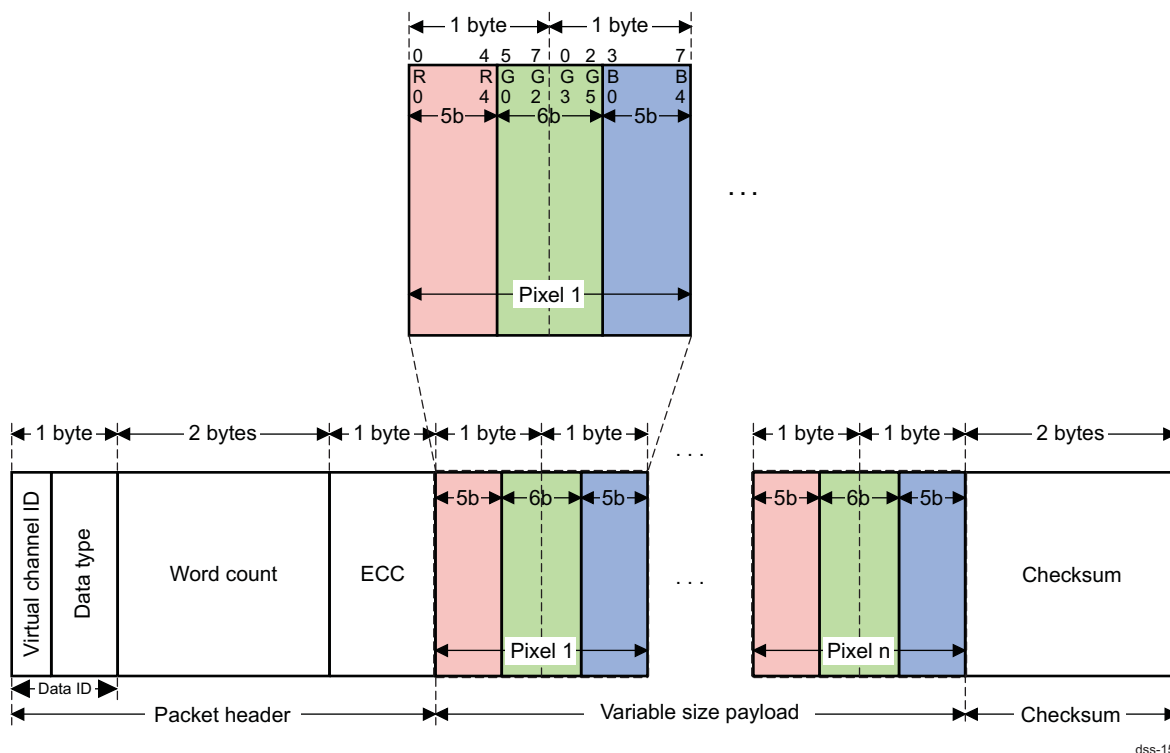 1 byte 1 byte
0 4 5 7 0 2 3 7
R R G G G G B B
0 4 0 2 3 5 0 4
5b 6b 5b
. . .
Pixel 1
1 byte 2 bytes 1 byte 1 byte 1 byte . . . 1 byte 1 byte 2 bytes
Virtual channel ID
Data type
Word count
ECC
5b 6b 5b
Pixel 1
. . .
5b 6b 5b
Pixel n
Checksum
Data ID
Packet header Variable size payload Checksum